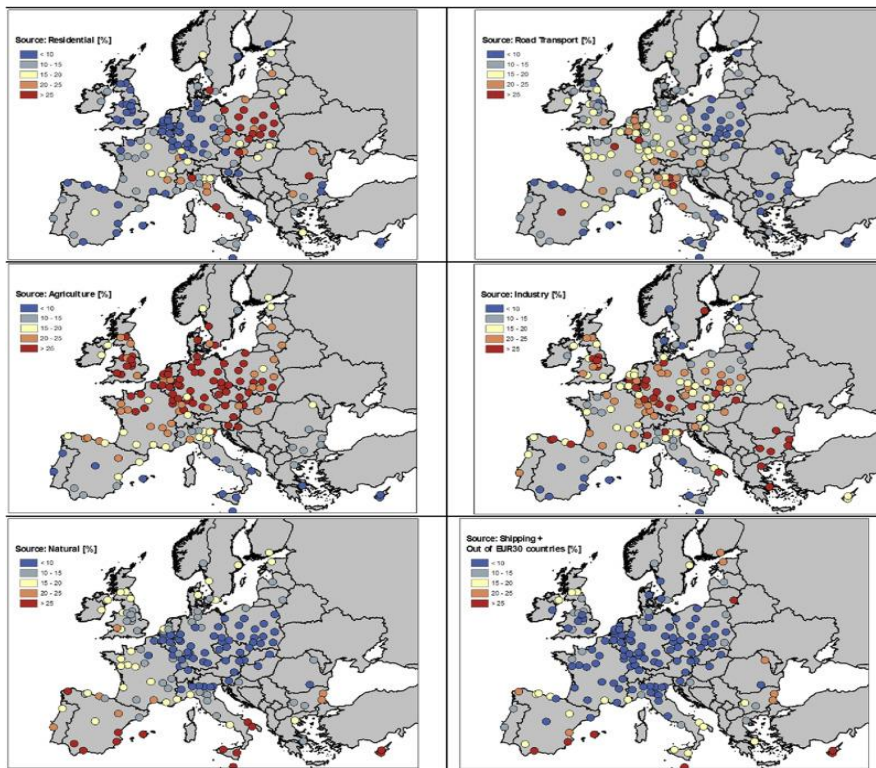 Source: Residential [%]
< 10
10 - 15
15 - 20
20 - 25
> 25
Source: Road Transport [%]
< 10
10 - 15
15 - 20
20 - 25
> 25
Source: Agriculture [%]
< 10
10 - 15
15 - 20
20 - 25
> 25
Source: Industry [%]
< 10
10 - 15
15 - 20
20 - 25
> 25
Source: Natural [%]
< 10
10 - 15
15 - 20
20 - 25
> 25
Source: Shipping +
Out of EUR30 countries [%]
< 10
10 - 15
15 - 20
20 - 25
> 25